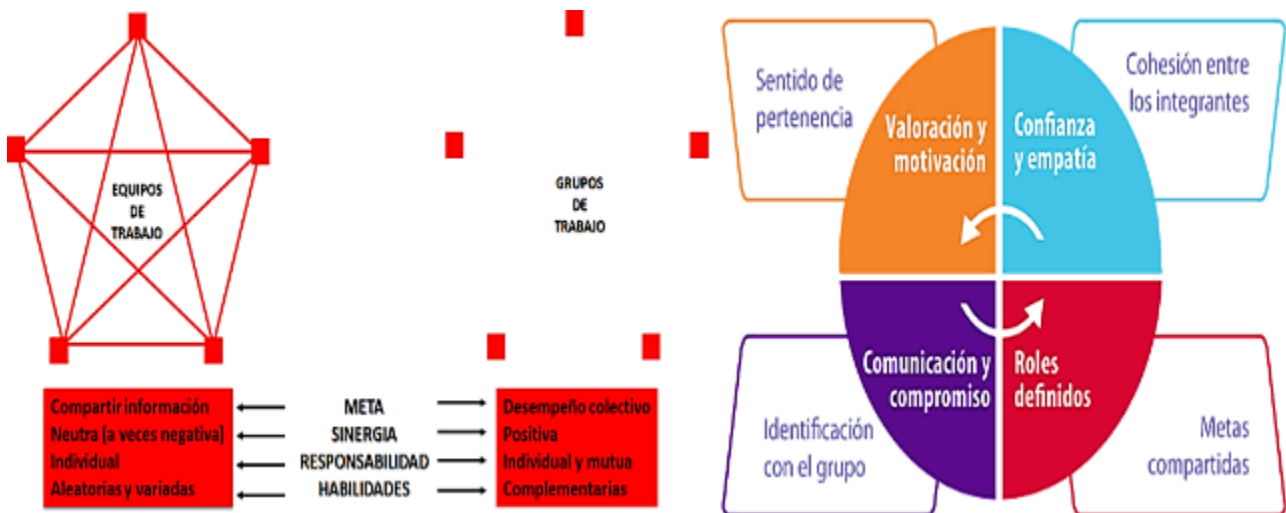 EQUIPOS
DE
TRABAJO
GRUPOS
DE
TRABAJO
Compartir información
Neutra (a veces negativa)
Individual
Aleatorias y variadas
META
SINERGIA
RESPONSABILIDAD
HABILIDADES
Desempeño colectivo
Positiva
Individual y mutua
Complementarias
Sentido de
pertenencia
Valoración y
motivación
Confianza
y empatía
Cohesión entre
los integrantes
Comunicación y
compromiso
Roles
definidos
Identificación
con el grupo
Metas
compartidas